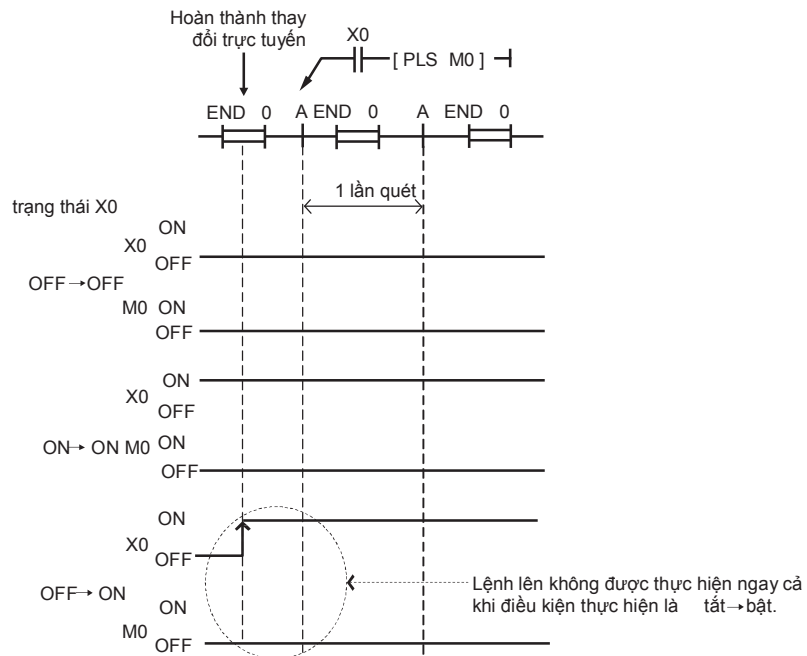 Hoàn thành thay
đổi trực tuyến
X0
[ PLS M0 ]
END 0 A END 0 A END 0
1 lần quét
trạng thái X0
ON
X0
OFF
OFF→OFF
M0 ON
OFF
ON
X0
OFF
ON→ ON M0 ON
OFF
ON
X0
OFF
OFF→ ON
ON
M0
OFF
Lệnh lên không được thực hiện ngay cả
khi điều kiện thực hiện là tắt→bật.